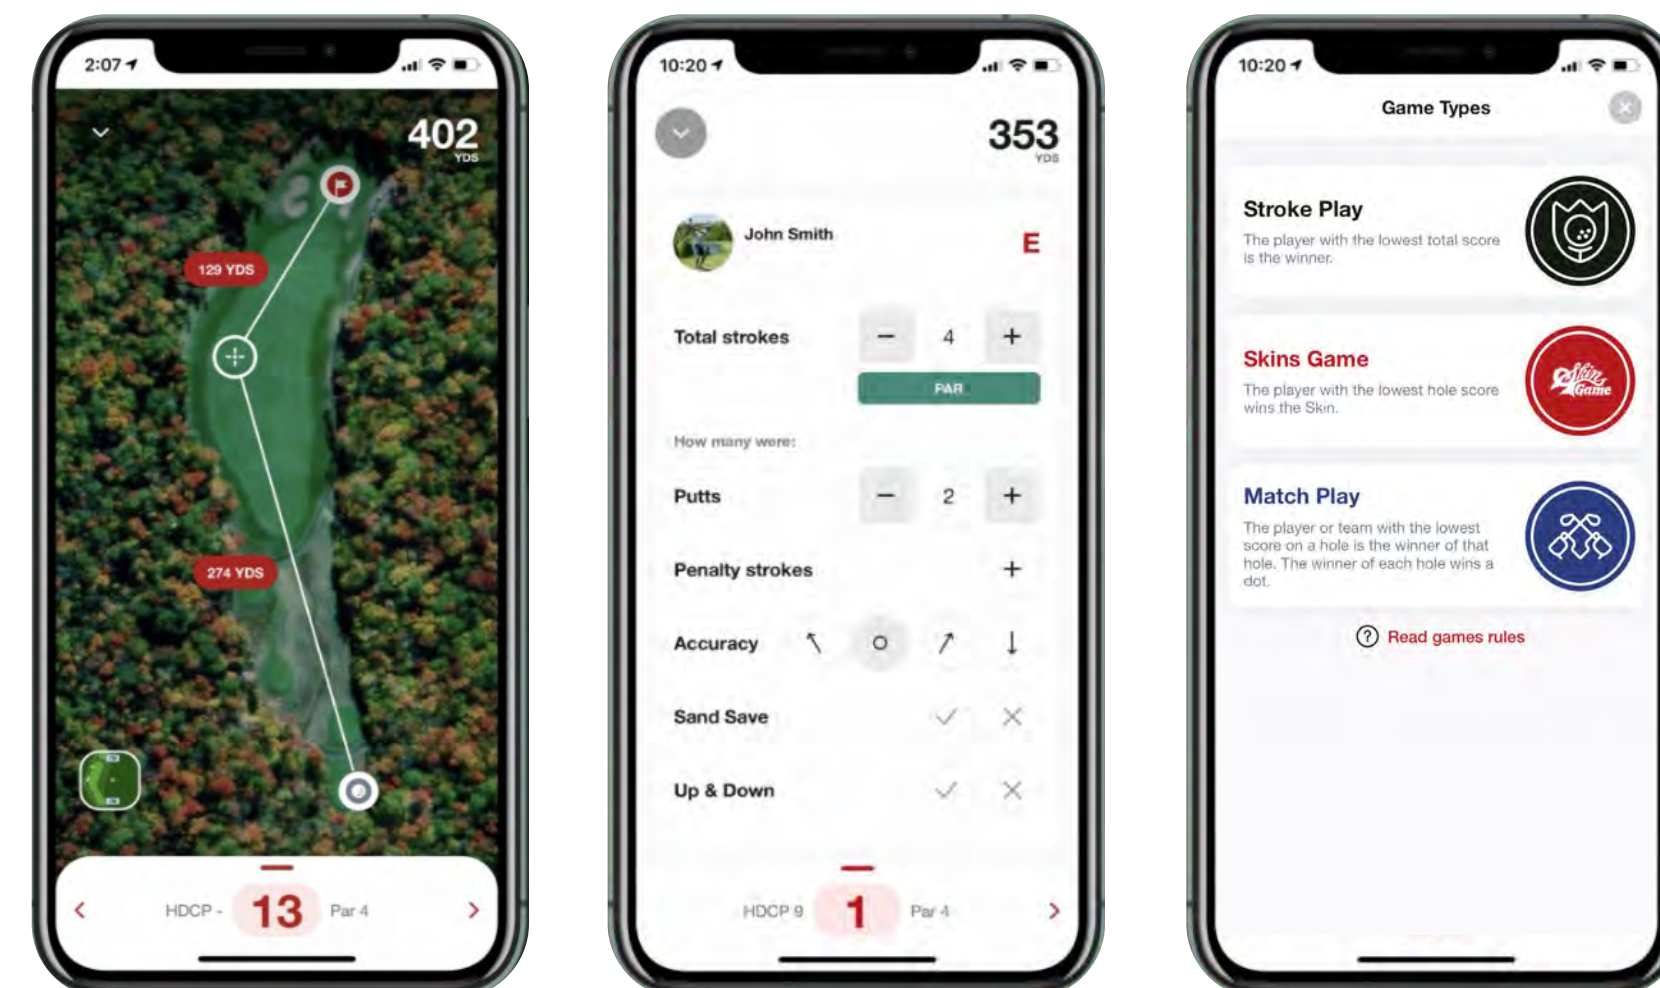 2:07
402
YDS
129 YDS
274 YDS
HDCP -
13
Par 4
10:20
353
YDS
John Smith
E
Total strokes
−
4
+
PAR
How many were:
Putts
−
2
+
Penalty strokes
+
Accuracy
Sand Save
Up & Down
HDCP 9
1
Par 4
10:20
Game Types
Stroke Play
The player with the lowest total score
is the winner.
Skins Game
The player with the lowest hole score
wins the Skin.
Skins
Game
Match Play
The player or team with the lowest
score on a hole is the winner of that
hole. The winner of each hole wins a
dot.
? Read games rules